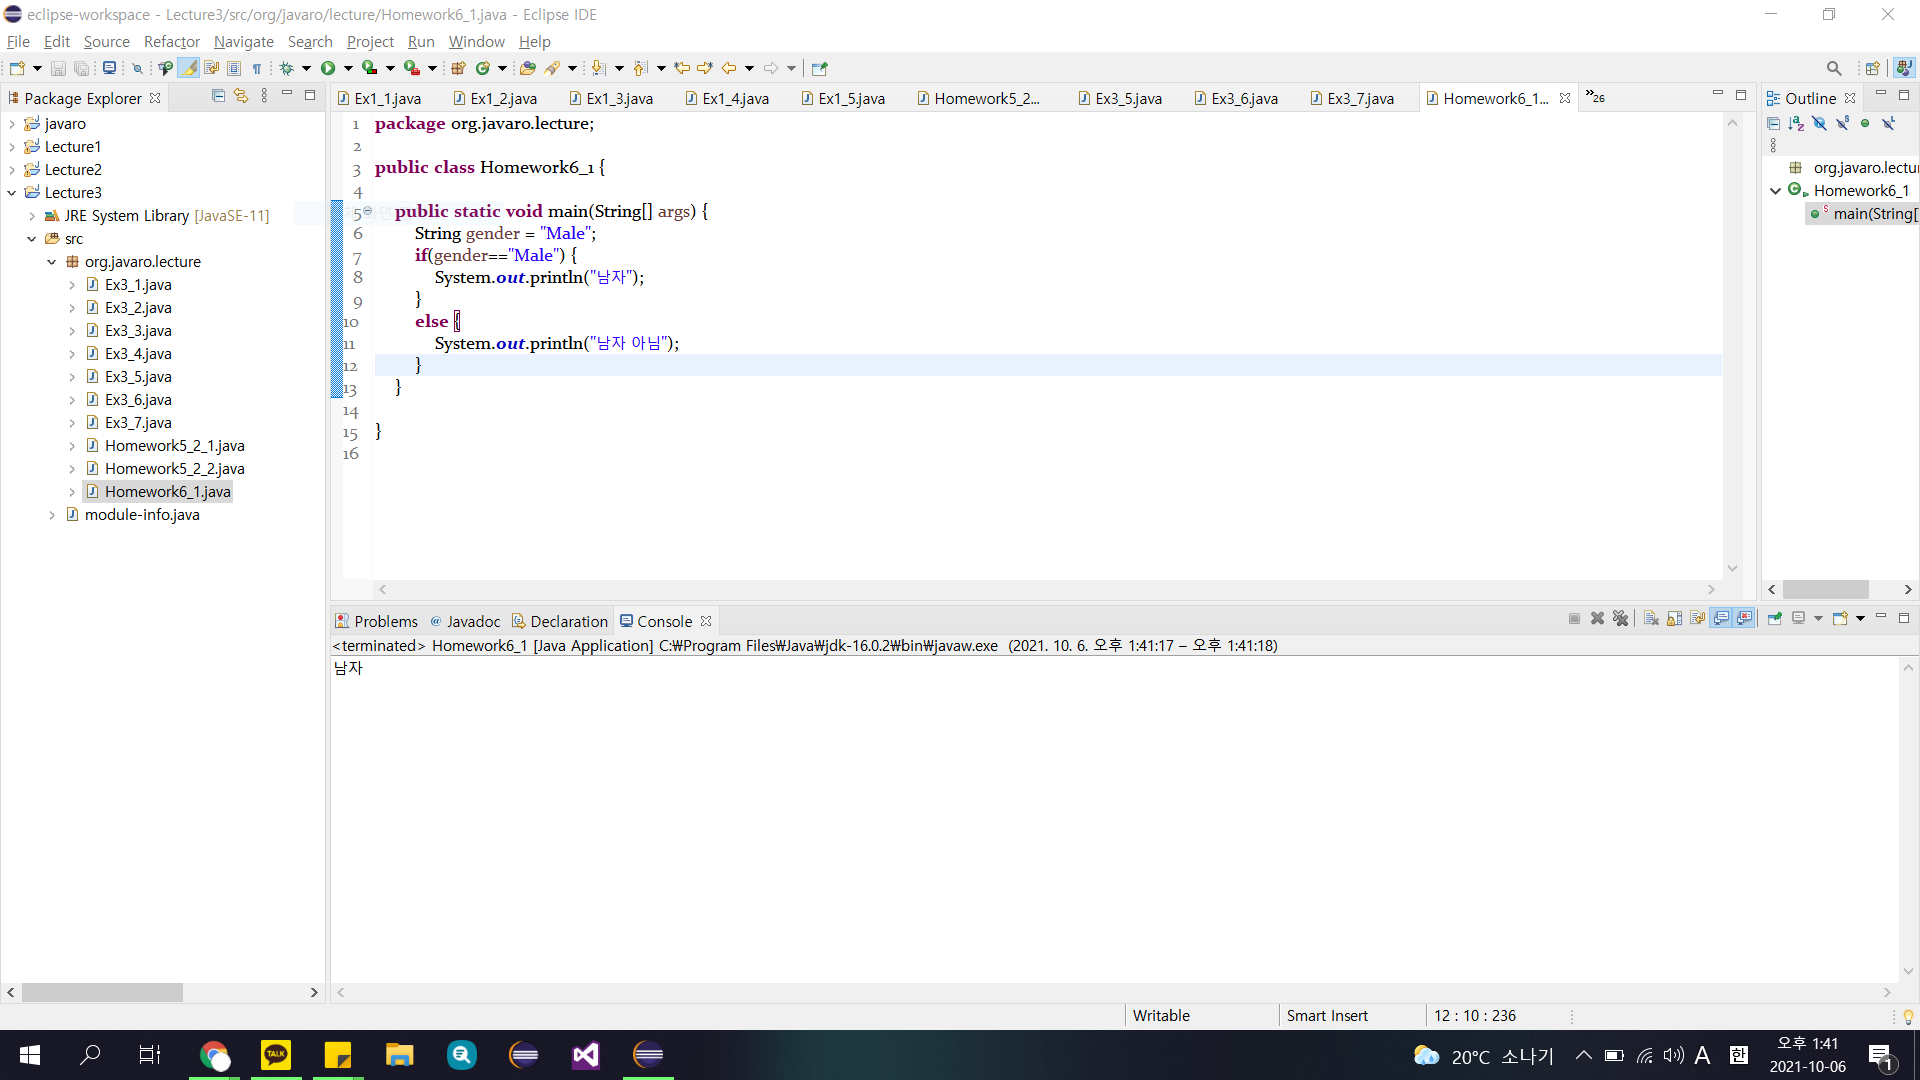 eclipse-workspace - Lecture3/src/org/javaro/lecture/Homework6_1.java - Eclipse IDE
File Edit Source Refactor Navigate Search Project Run Window Help
Package Explorer
javaro
Lecture1
Lecture2
Lecture3
JRE System Library [JavaSE-11]
src
org.javaro.lecture
Ex3_1.java
Ex3_2.java
Ex3_3.java
Ex3_4.java
Ex3_5.java
Ex3_6.java
Ex3_7.java
Homework5_2_1.java
Homework5_2_2.java
Homework6_1.java
module-info.java
Ex1_1.java Ex1_2.java Ex1_3.java Ex1_4.java Ex1_5.java Homework5_2... Ex3_5.java Ex3_6.java Ex3_7.java Homework6_1... »26
1 package org.javaro.lecture;
2
3 public class Homework6_1 {
4
5 public static void main(String[] args) {
6 String gender = "Male";
7 if(gender=="Male") {
8 System.out.println("남자");
9 }
10 else {
11 System.out.println("남자 아님");
12 }
13 }
14
15 }
16
Outline
org.javaro.lectu
Homework6_1
main(String[
Problems @ Javadoc Declaration Console
<terminated> Homework6_1 [Java Application] C:₩Program Files₩Java₩jdk-16.0.2₩bin₩javaw.exe (2021. 10. 6. 오후 1:41:17 – 오후 1:41:18)
남자
Writable Smart Insert 12 : 10 : 236
TALK
20°C 소나기 A 한 오후 1:41
2021-10-06
1